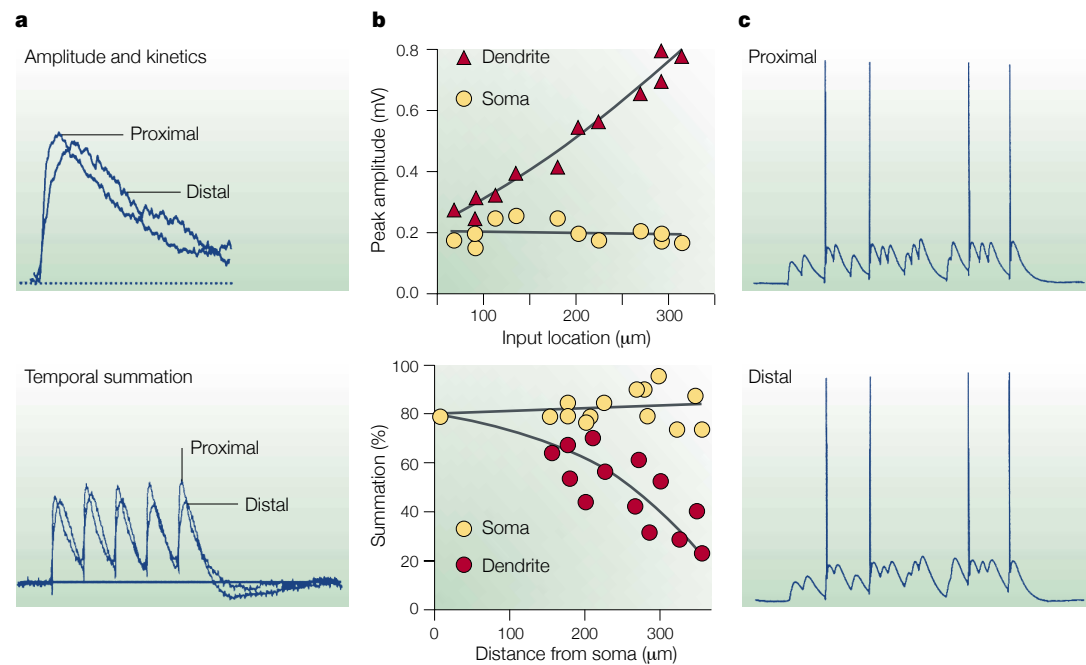 a
Amplitude and kinetics
Proximal
Distal
Temporal summation
Proximal
Distal
b
Peak amplitude (mV)
0.8
0.6
0.4
0.2
0.0
Dendrite
Soma
100
200
300
Input location (µm)
Summation (%)
100
80
60
40
20
0
Soma
Dendrite
0
100
200
300
Distance from soma (µm)
c
Proximal
Distal